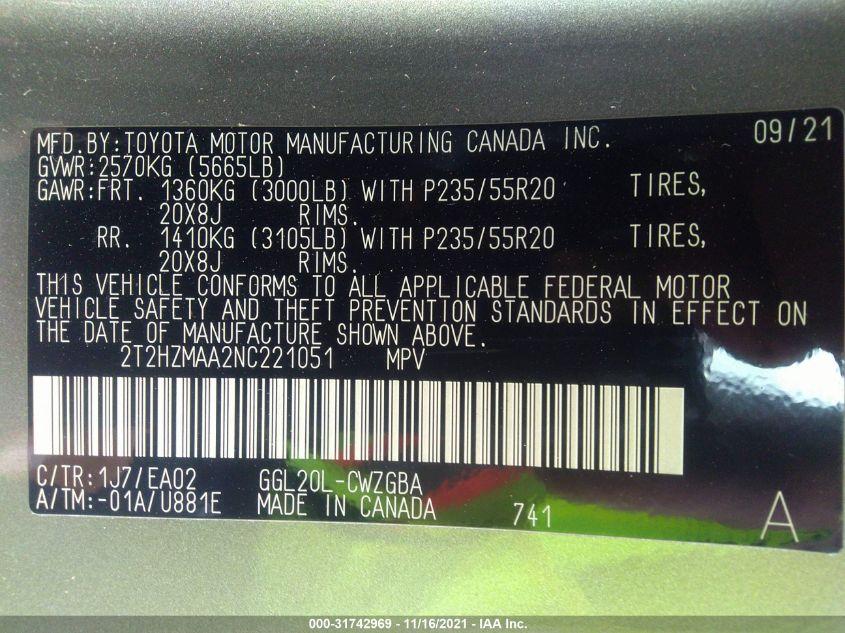 MFD.BY:TOYOTA MOTOR MANUFACTURING CANADA INC. 09/21
GVWR:2570KG (5665LB)
GAWR:FRT. 1360KG (3000LB) WITH P235/55R20 TIRES,
20X8J RIMS.
RR. 1410KG (3105LB) WITH P235/55R20 TIRES,
20X8J RIMS.
THIS VEHICLE CONFORMS TO ALL APPLICABLE FEDERAL MOTOR
VEHICLE SAFETY AND THEFT PREVENTION STANDARDS IN EFFECT ON
THE DATE OF MANUFACTURE SHOWN ABOVE.
2T2HZMAA2NC221051 MPV
C/TR:1J7/EA02 GGL20L-CWZGBA
A/TM:-01A/U881E MADE IN CANADA 741 A
000-31742969 - 11/16/2021 - IAA Inc.